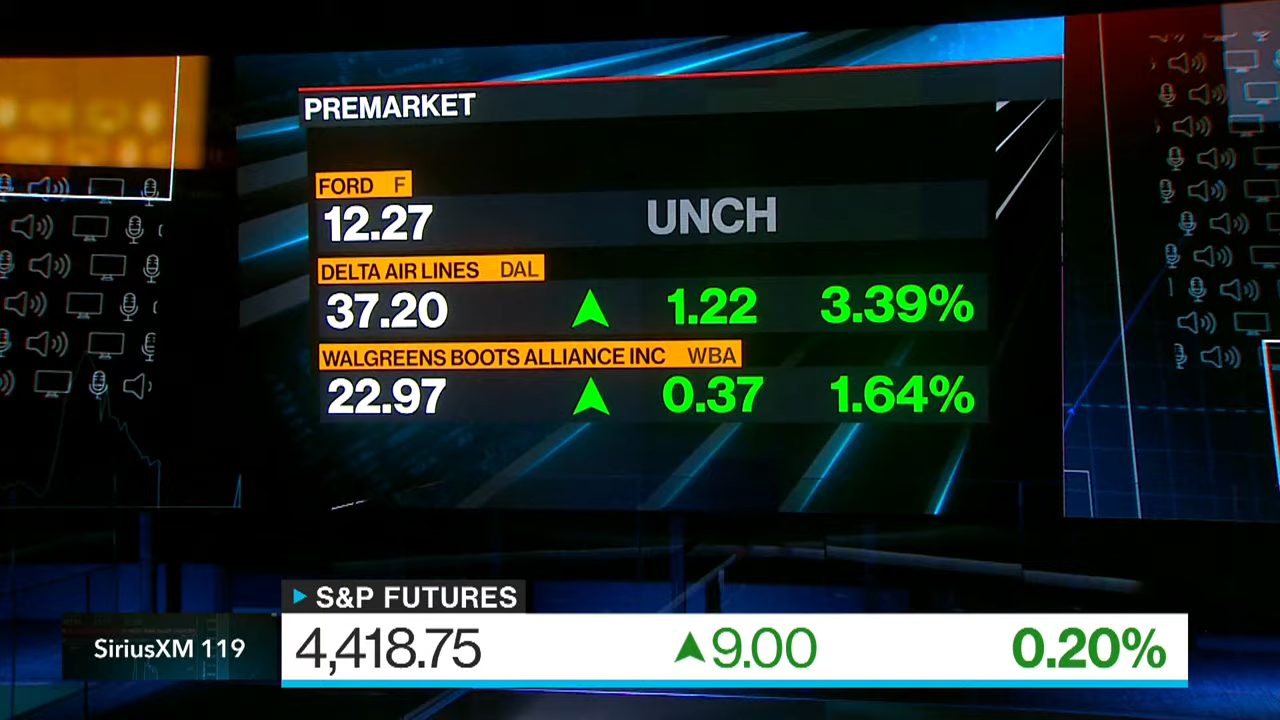 PREMARKET
FORD F
12.27 UNCH
DELTA AIR LINES DAL
37.20 ▲ 1.22 3.39%
WALGREENS BOOTS ALLIANCE INC WBA
22.97 ▲ 0.37 1.64%
S&P FUTURES
SiriusXM 119
4,418.75 ▲ 9.00 0.20%